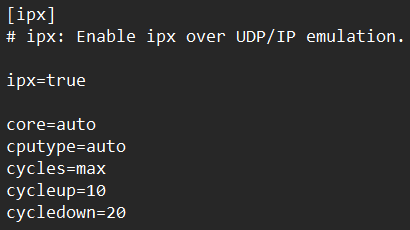 [ipx]
# ipx: Enable ipx over UDP/IP emulation.
ipx=true
core=auto
cputype=auto
cycles=max
cycleup=10
cycledown=20